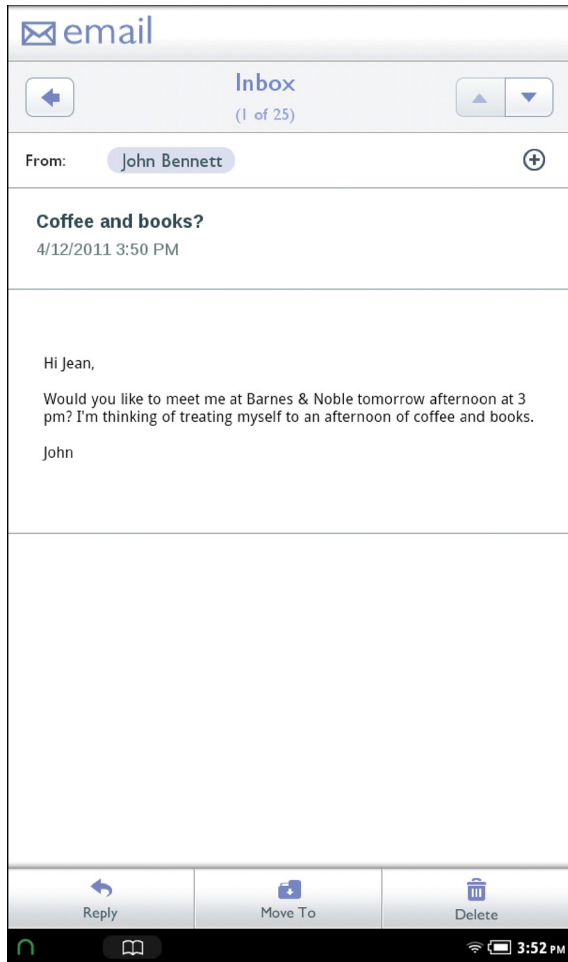 email
Inbox
(1 of 25)
From: John Bennett
Coffee and books?
4/12/2011 3:50 PM
Hi Jean,
Would you like to meet me at Barnes & Noble tomorrow afternoon at 3
pm? I'm thinking of treating myself to an afternoon of coffee and books.
John
Reply Move To Delete
3:52 PM